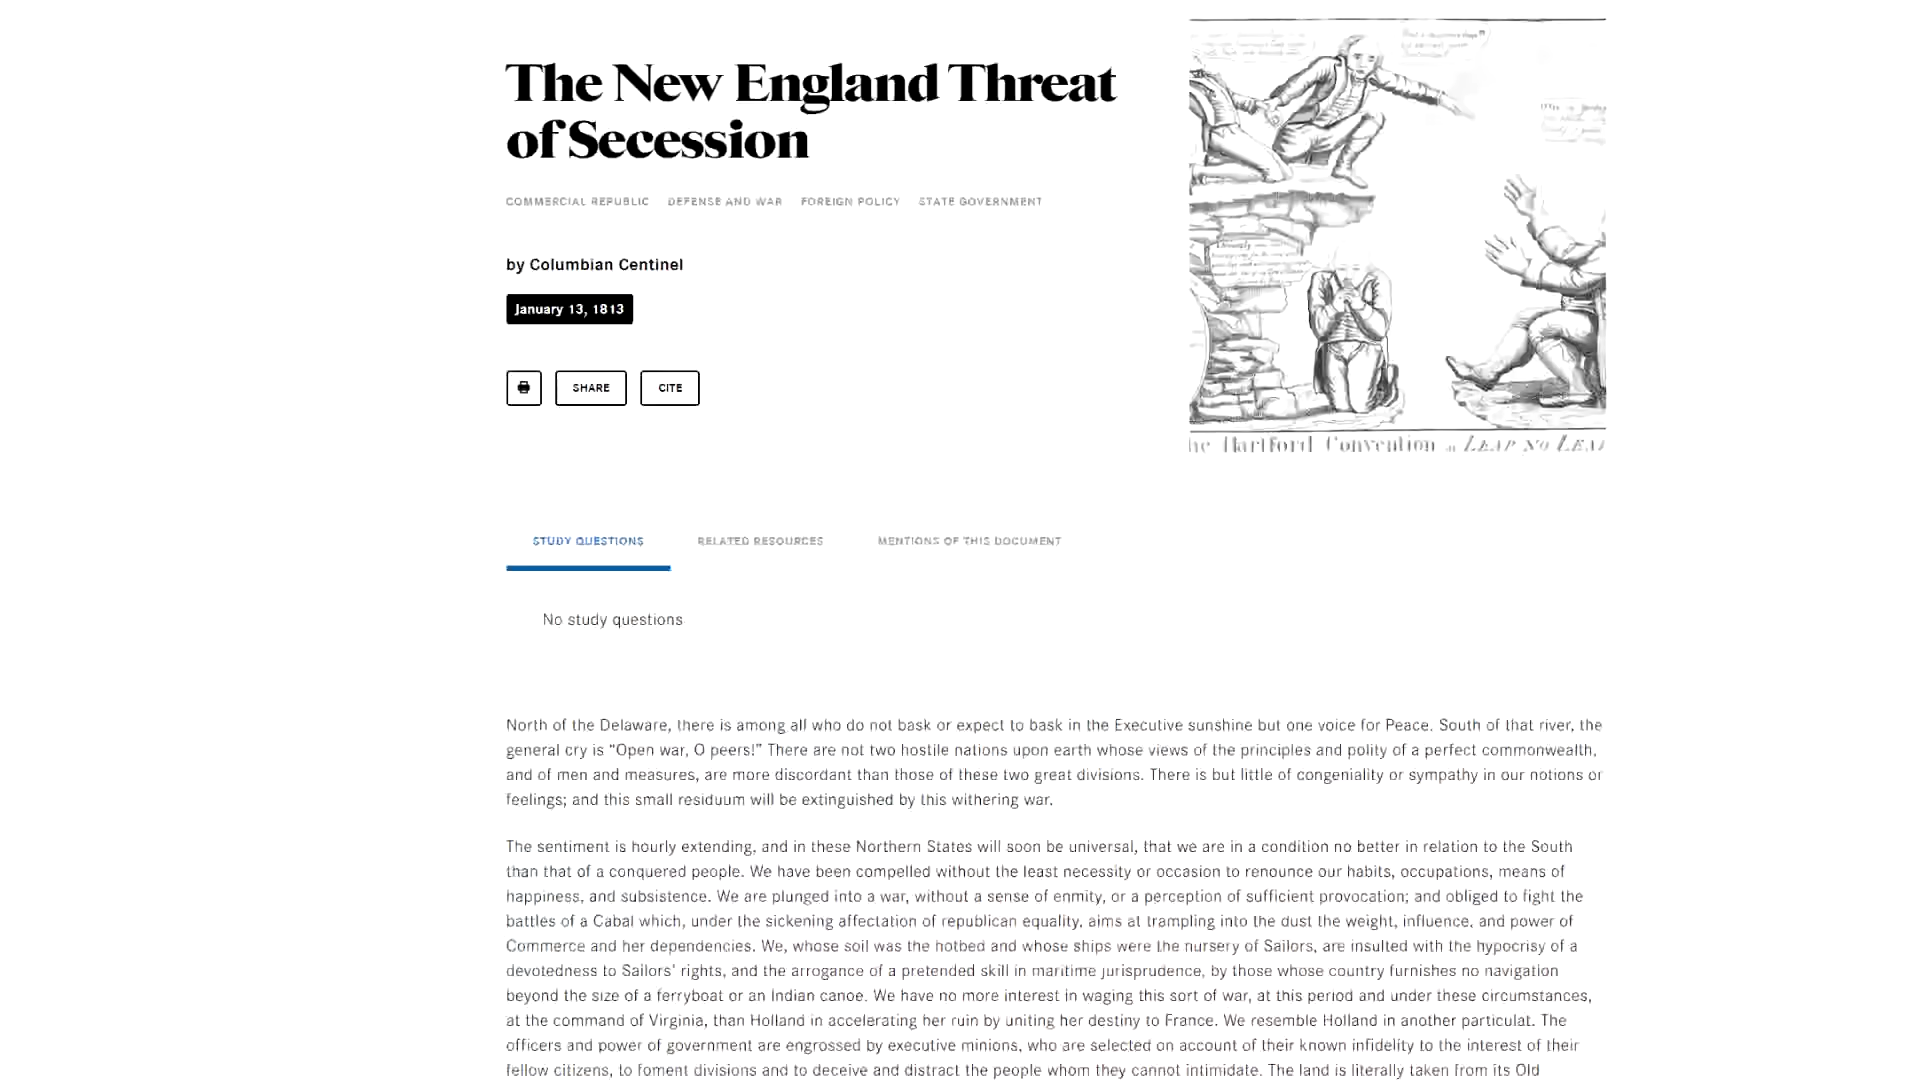 The New England Threat
of Secession
COMMERCIAL REPUBLIC DEFENSE AND WAR FOREIGN POLICY STATE GOVERNMENT
by Columbian Centinel
January 13, 1813
SHARE CITE
he Hartford Convention or LEAP NO LEA
STUDY QUESTIONS RELATED RESOURCES MENTIONS OF THIS DOCUMENT
No study questions
North of the Delaware, there is among all who do not bask or expect to bask in the Executive sunshine but one voice for Peace. South of that river, the
general cry is “Open war, O peers!” There are not two hostile nations upon earth whose views of the principles and polity of a perfect commonwealth,
and of men and measures, are more discordant than those of these two great divisions. There is but little of congeniality or sympathy in our notions or
feelings; and this small residuum will be extinguished by this withering war.
The sentiment is hourly extending, and in these Northern States will soon be universal, that we are in a condition no better in relation to the South
than that of a conquered people. We have been compelled without the least necessity or occasion to renounce our habits, occupations, means of
happiness, and subsistence. We are plunged into a war, without a sense of enmity, or a perception of sufficient provocation; and obliged to fight the
battles of a Cabal which, under the sickening affectation of republican equality, aims at trampling into the dust the weight, influence, and power of
Commerce and her dependencies. We, whose soil was the hotbed and whose ships were the nursery of Sailors, are insulted with the hypocrisy of a
devotedness to Sailors’ rights, and the arrogance of a pretended skill in maritime jurisprudence, by those whose country furnishes no navigation
beyond the size of a ferryboat or an Indian canoe. We have no more interest in waging this sort of war, at this period and under these circumstances,
at the command of Virginia, than Holland in accelerating her ruin by uniting her destiny to France. We resemble Holland in another particulat. The
officers and power of government are engrossed by executive minions, who are selected on account of their known infidelity to the interest of their
fellow citizens, to foment divisions and to deceive and distract the people whom they cannot intimidate. The land is literally taken from its Old